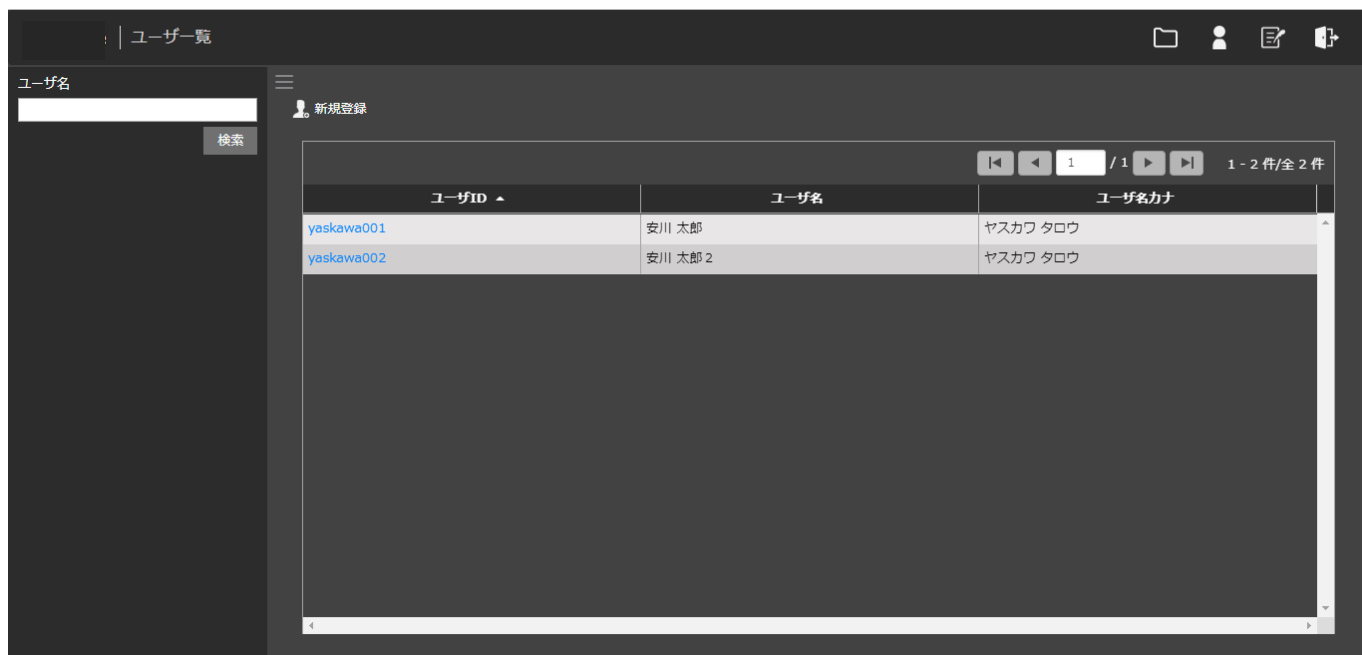 ユーザ一覧
ユーザ名
検索
新規登録
1 / 1 1 - 2 件/全 2 件
ユーザID ユーザ名 ユーザ名カナ
yaskawa001 安川 太郎 ヤスカワ タロウ
yaskawa002 安川 太郎２ ヤスカワ タロウ